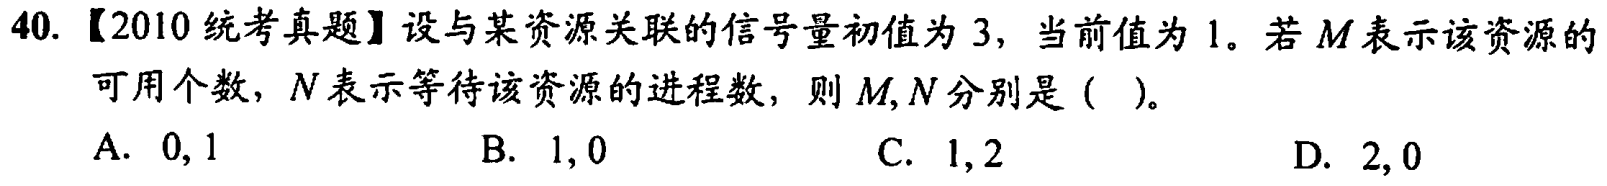 40.【2010 统考真题】设与某资源关联的信号量初值为 3，当前值为 1。若 M 表示该资源的
可用个数，N 表示等待该资源的进程数，则 M, N 分别是（ ）。
A. 0, 1 B. 1, 0 C. 1, 2 D. 2, 0